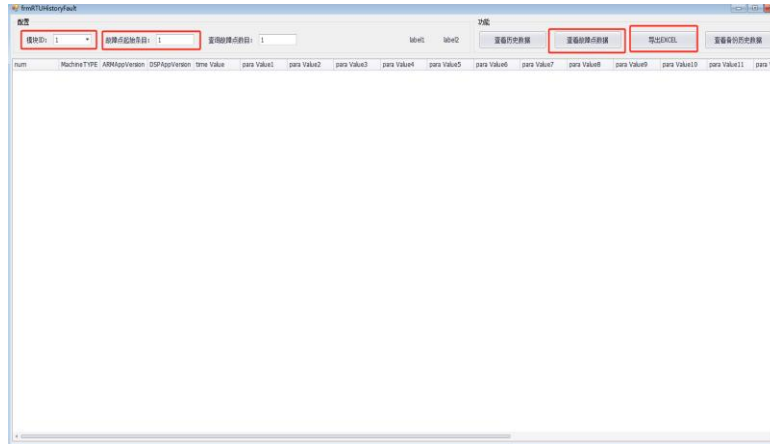 frmRTUHistoryFault
配置
功能
模块ID: 1
故障点起始条目: 1
查询故障点数目: 1
label1
label2
查看历史数据
查看故障点数据
导出EXCEL
查看备份历史数据
num MachineTYPE ARMAppVersion DSPAppVersion time Value para Value1 para Value2 para Value3 para Value4 para Value5 para Value6 para Value7 para Value8 para Value9 para Value10 para Value11 para